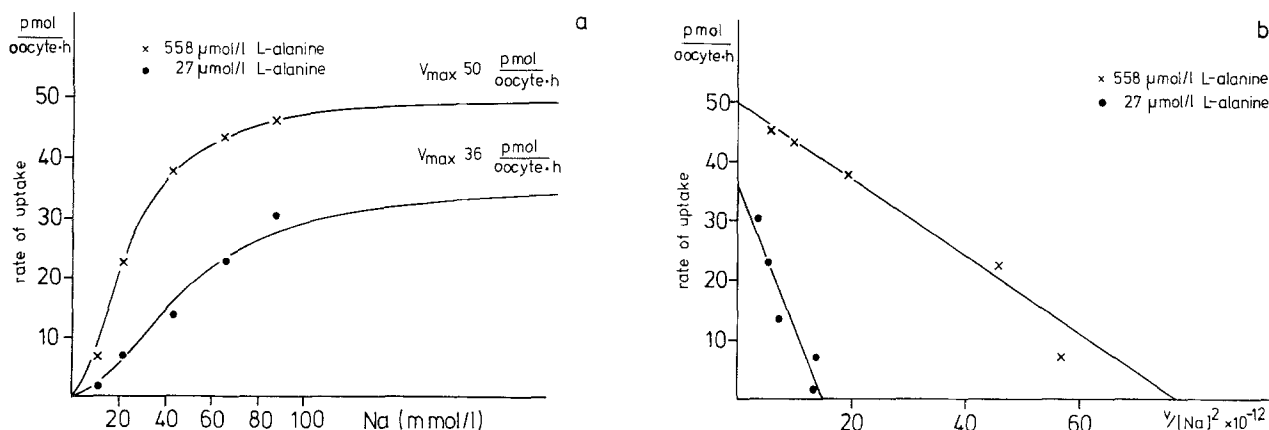 pmol
oocyte·h
a
× 558 µmol/l L-alanine
● 27 µmol/l L-alanine
Vmax 50 pmol
oocyte·h
Vmax 36 pmol
oocyte·h
rate of uptake
50
40
30
20
10
20 40 60 80 100 Na (mmol/l)
pmol
oocyte·h
b
× 558 µmol/l L-alanine
● 27 µmol/l L-alanine
rate of uptake
50
40
30
20
10
20 40 60 V/[Na]² ×10⁻¹²